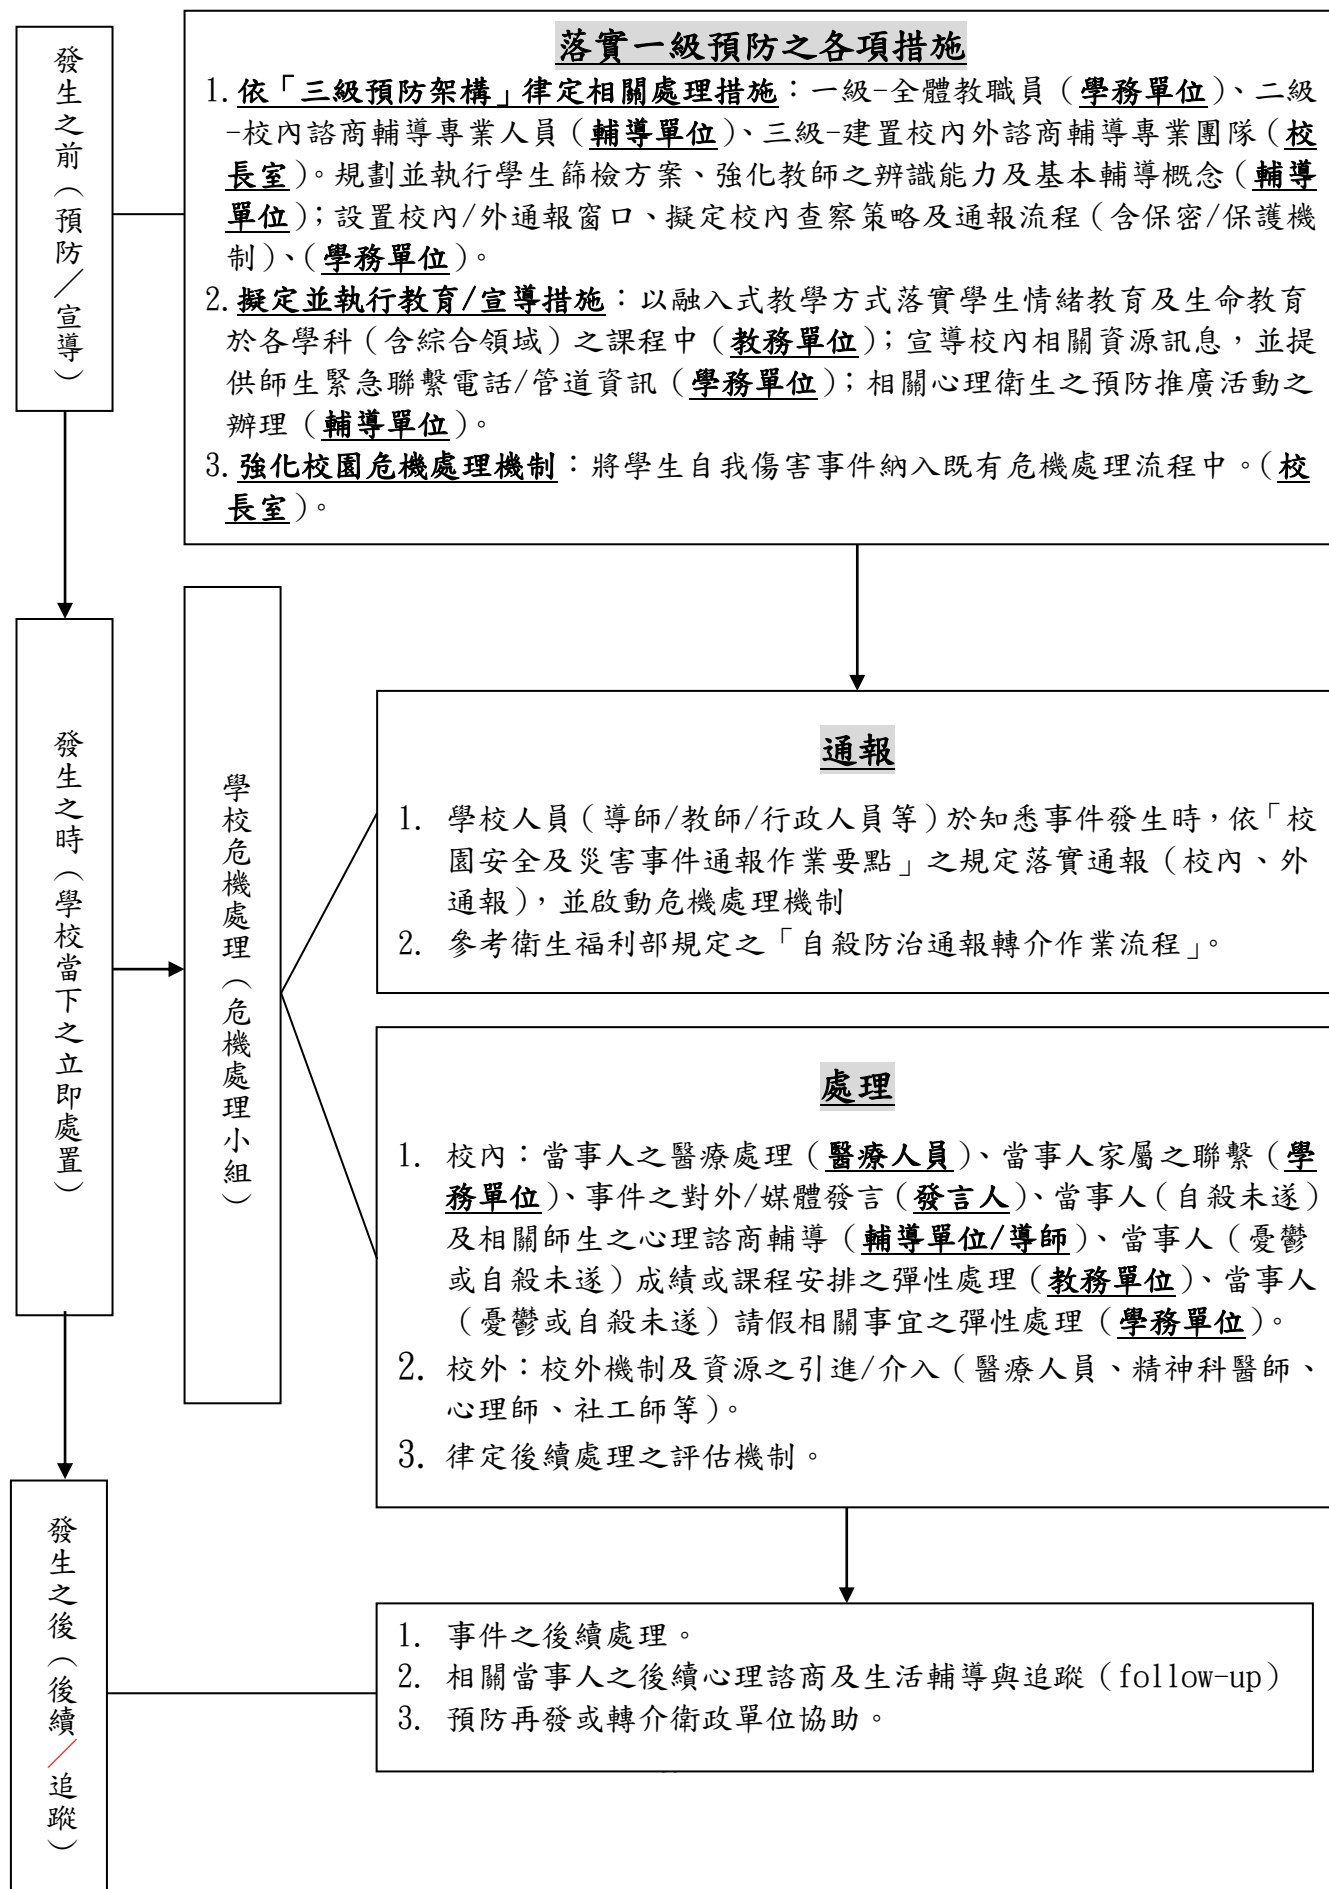 發生之前（預防／宣導）
落實一級預防之各項措施
1.依「三級預防架構」律定相關處理措施：一級-全體教職員（學務單位）、二級
-校內諮商輔導專業人員（輔導單位）、三級-建置校內外諮商輔導專業團隊（校
長室）。規劃並執行學生篩檢方案、強化教師之辨識能力及基本輔導概念（輔導
單位）；設置校內/外通報窗口、擬定校內查察策略及通報流程（含保密/保護機
制）、（學務單位）。
2.擬定並執行教育/宣導措施：以融入式教學方式落實學生情緒教育及生命教育
於各學科（含綜合領域）之課程中（教務單位）；宣導校內相關資源訊息，並提
供師生緊急聯繫電話/管道資訊（學務單位）；相關心理衛生之預防推廣活動之
辦理（輔導單位）。
3.強化校園危機處理機制：將學生自我傷害事件納入既有危機處理流程中。（校
長室）。
發生之時（學校當下之立即處置）
學校危機處理（危機處理小組）
通報
1. 學校人員（導師/教師/行政人員等）於知悉事件發生時，依「校
園安全及災害事件通報作業要點」之規定落實通報（校內、外
通報），並啟動危機處理機制
2. 參考衛生福利部規定之「自殺防治通報轉介作業流程」。
處理
1. 校內：當事人之醫療處理（醫療人員）、當事人家屬之聯繫（學
務單位）、事件之對外/媒體發言（發言人）、當事人（自殺未遂）
及相關師生之心理諮商輔導（輔導單位/導師）、當事人（憂鬱
或自殺未遂）成績或課程安排之彈性處理（教務單位）、當事人
（憂鬱或自殺未遂）請假相關事宜之彈性處理（學務單位）。
2. 校外：校外機制及資源之引進/介入（醫療人員、精神科醫師、
心理師、社工師等）。
3. 律定後續處理之評估機制。
發生之後（後續／追蹤）
1. 事件之後續處理。
2. 相關當事人之後續心理諮商及生活輔導與追蹤（follow-up）
3. 預防再發或轉介衛政單位協助。